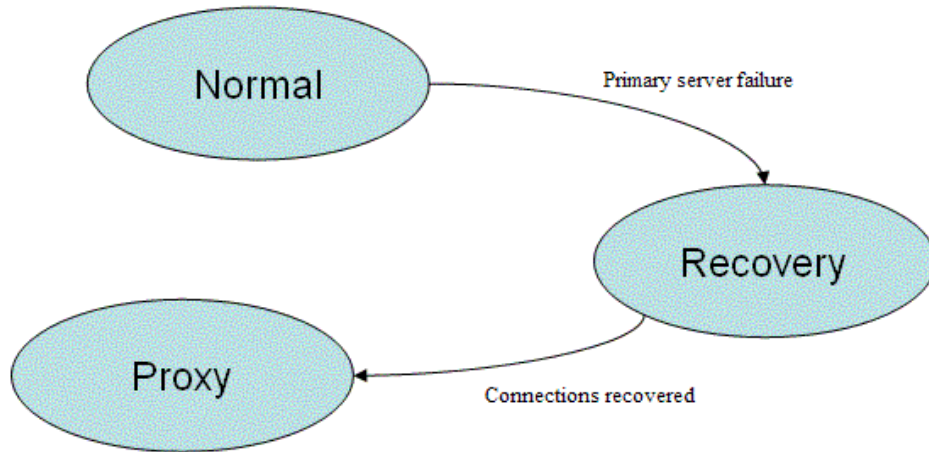 Normal
Primary server failure
Recovery
Proxy
Connections recovered